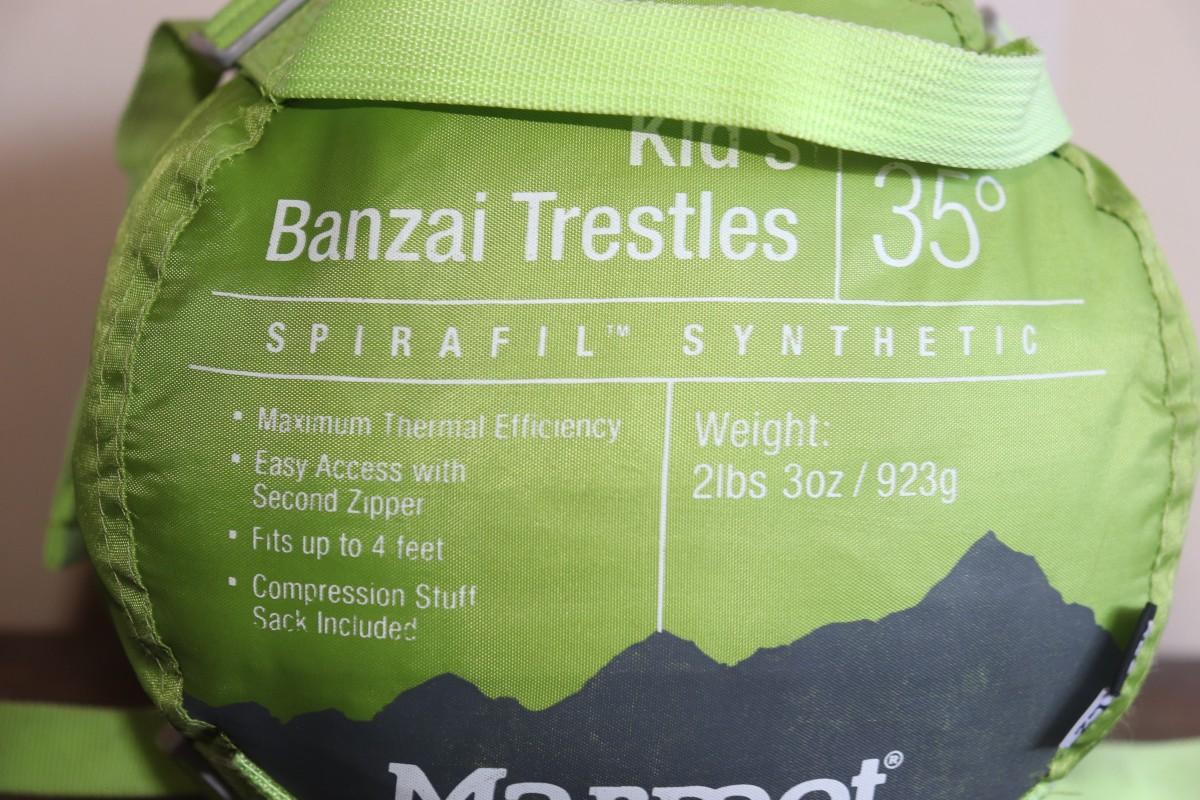 Kid's
Banzai Trestles
35°
SPIRAFIL™ SYNTHETIC
▪ Maximum Thermal Efficiency
▪ Easy Access with
Second Zipper
▪ Fits up to 4 feet
▪ Compression Stuff
Sack Included
Weight:
2lbs 3oz / 923g
Marmot®